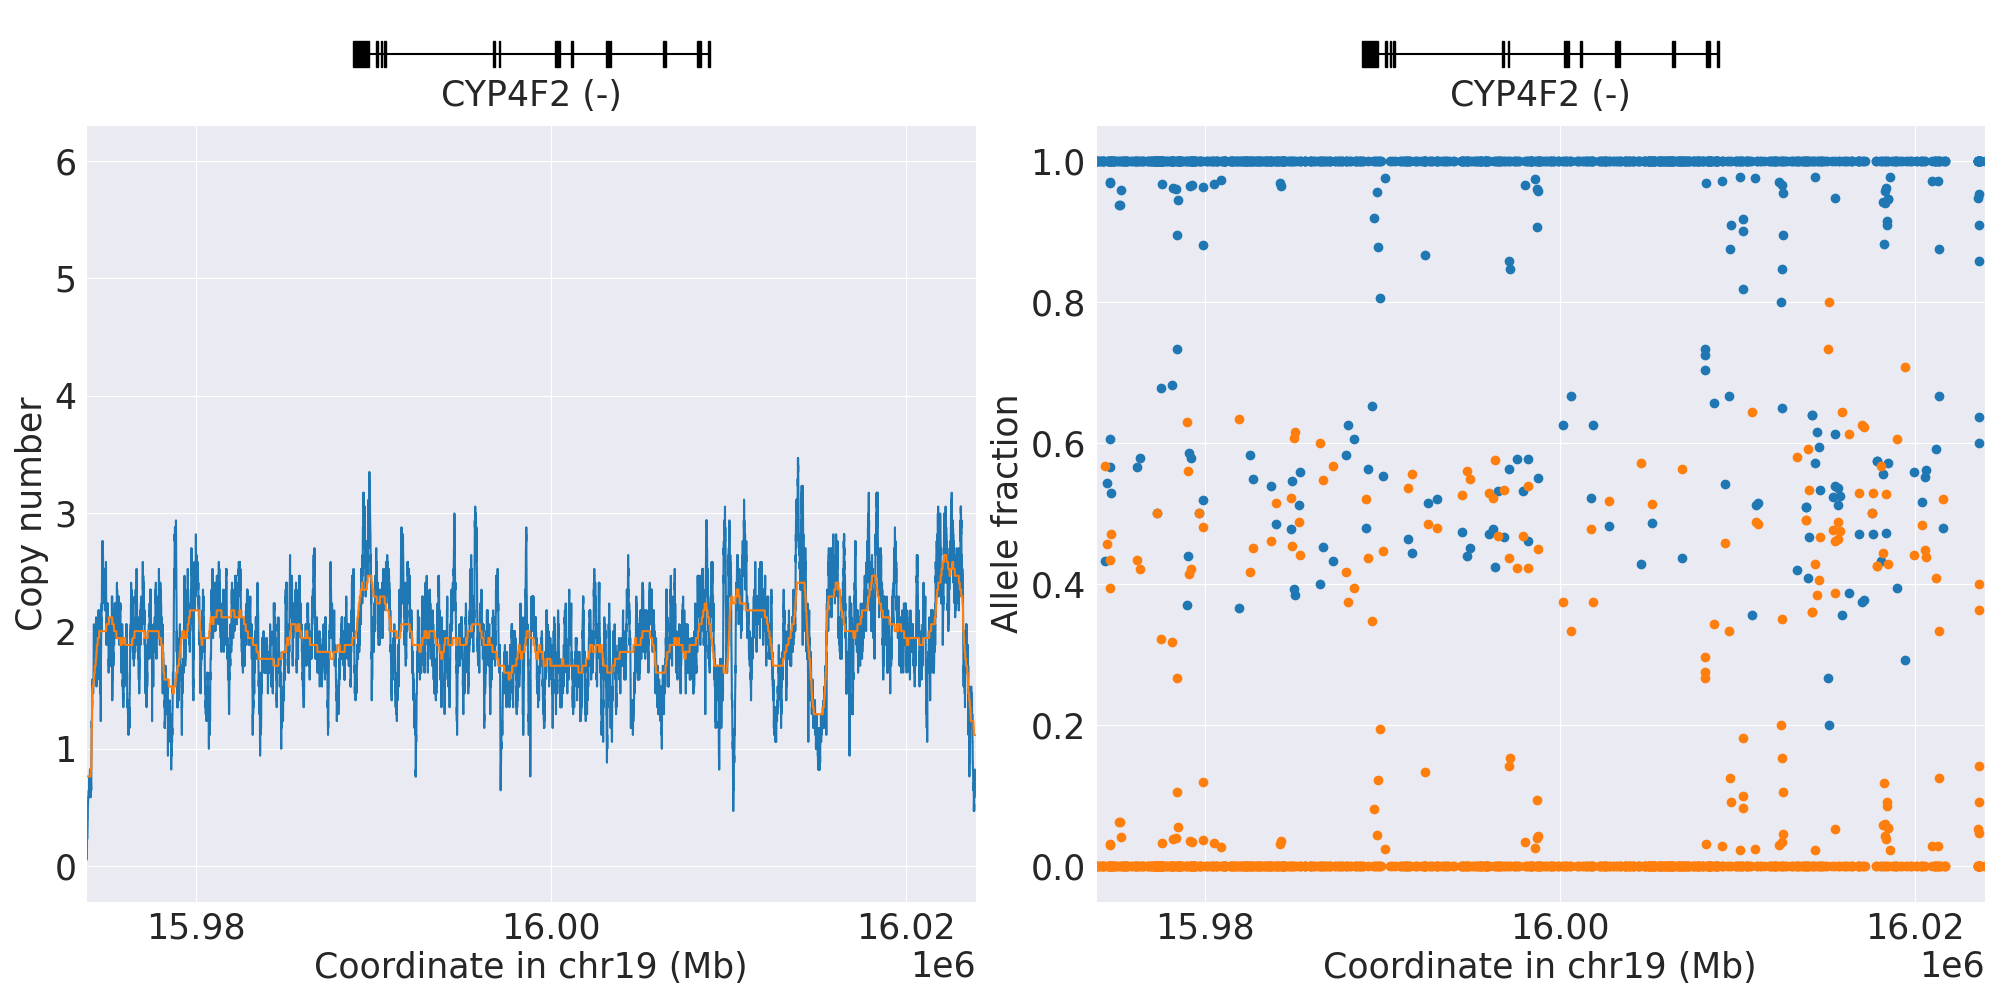 CYP4F2 (-)
6
5
4
3
2
1
0
Copy number
15.98
16.00
16.02
Coordinate in chr19 (Mb)
1e6
CYP4F2 (-)
1.0
0.8
0.6
0.4
0.2
0.0
Allele fraction
15.98
16.00
16.02
Coordinate in chr19 (Mb)
1e6